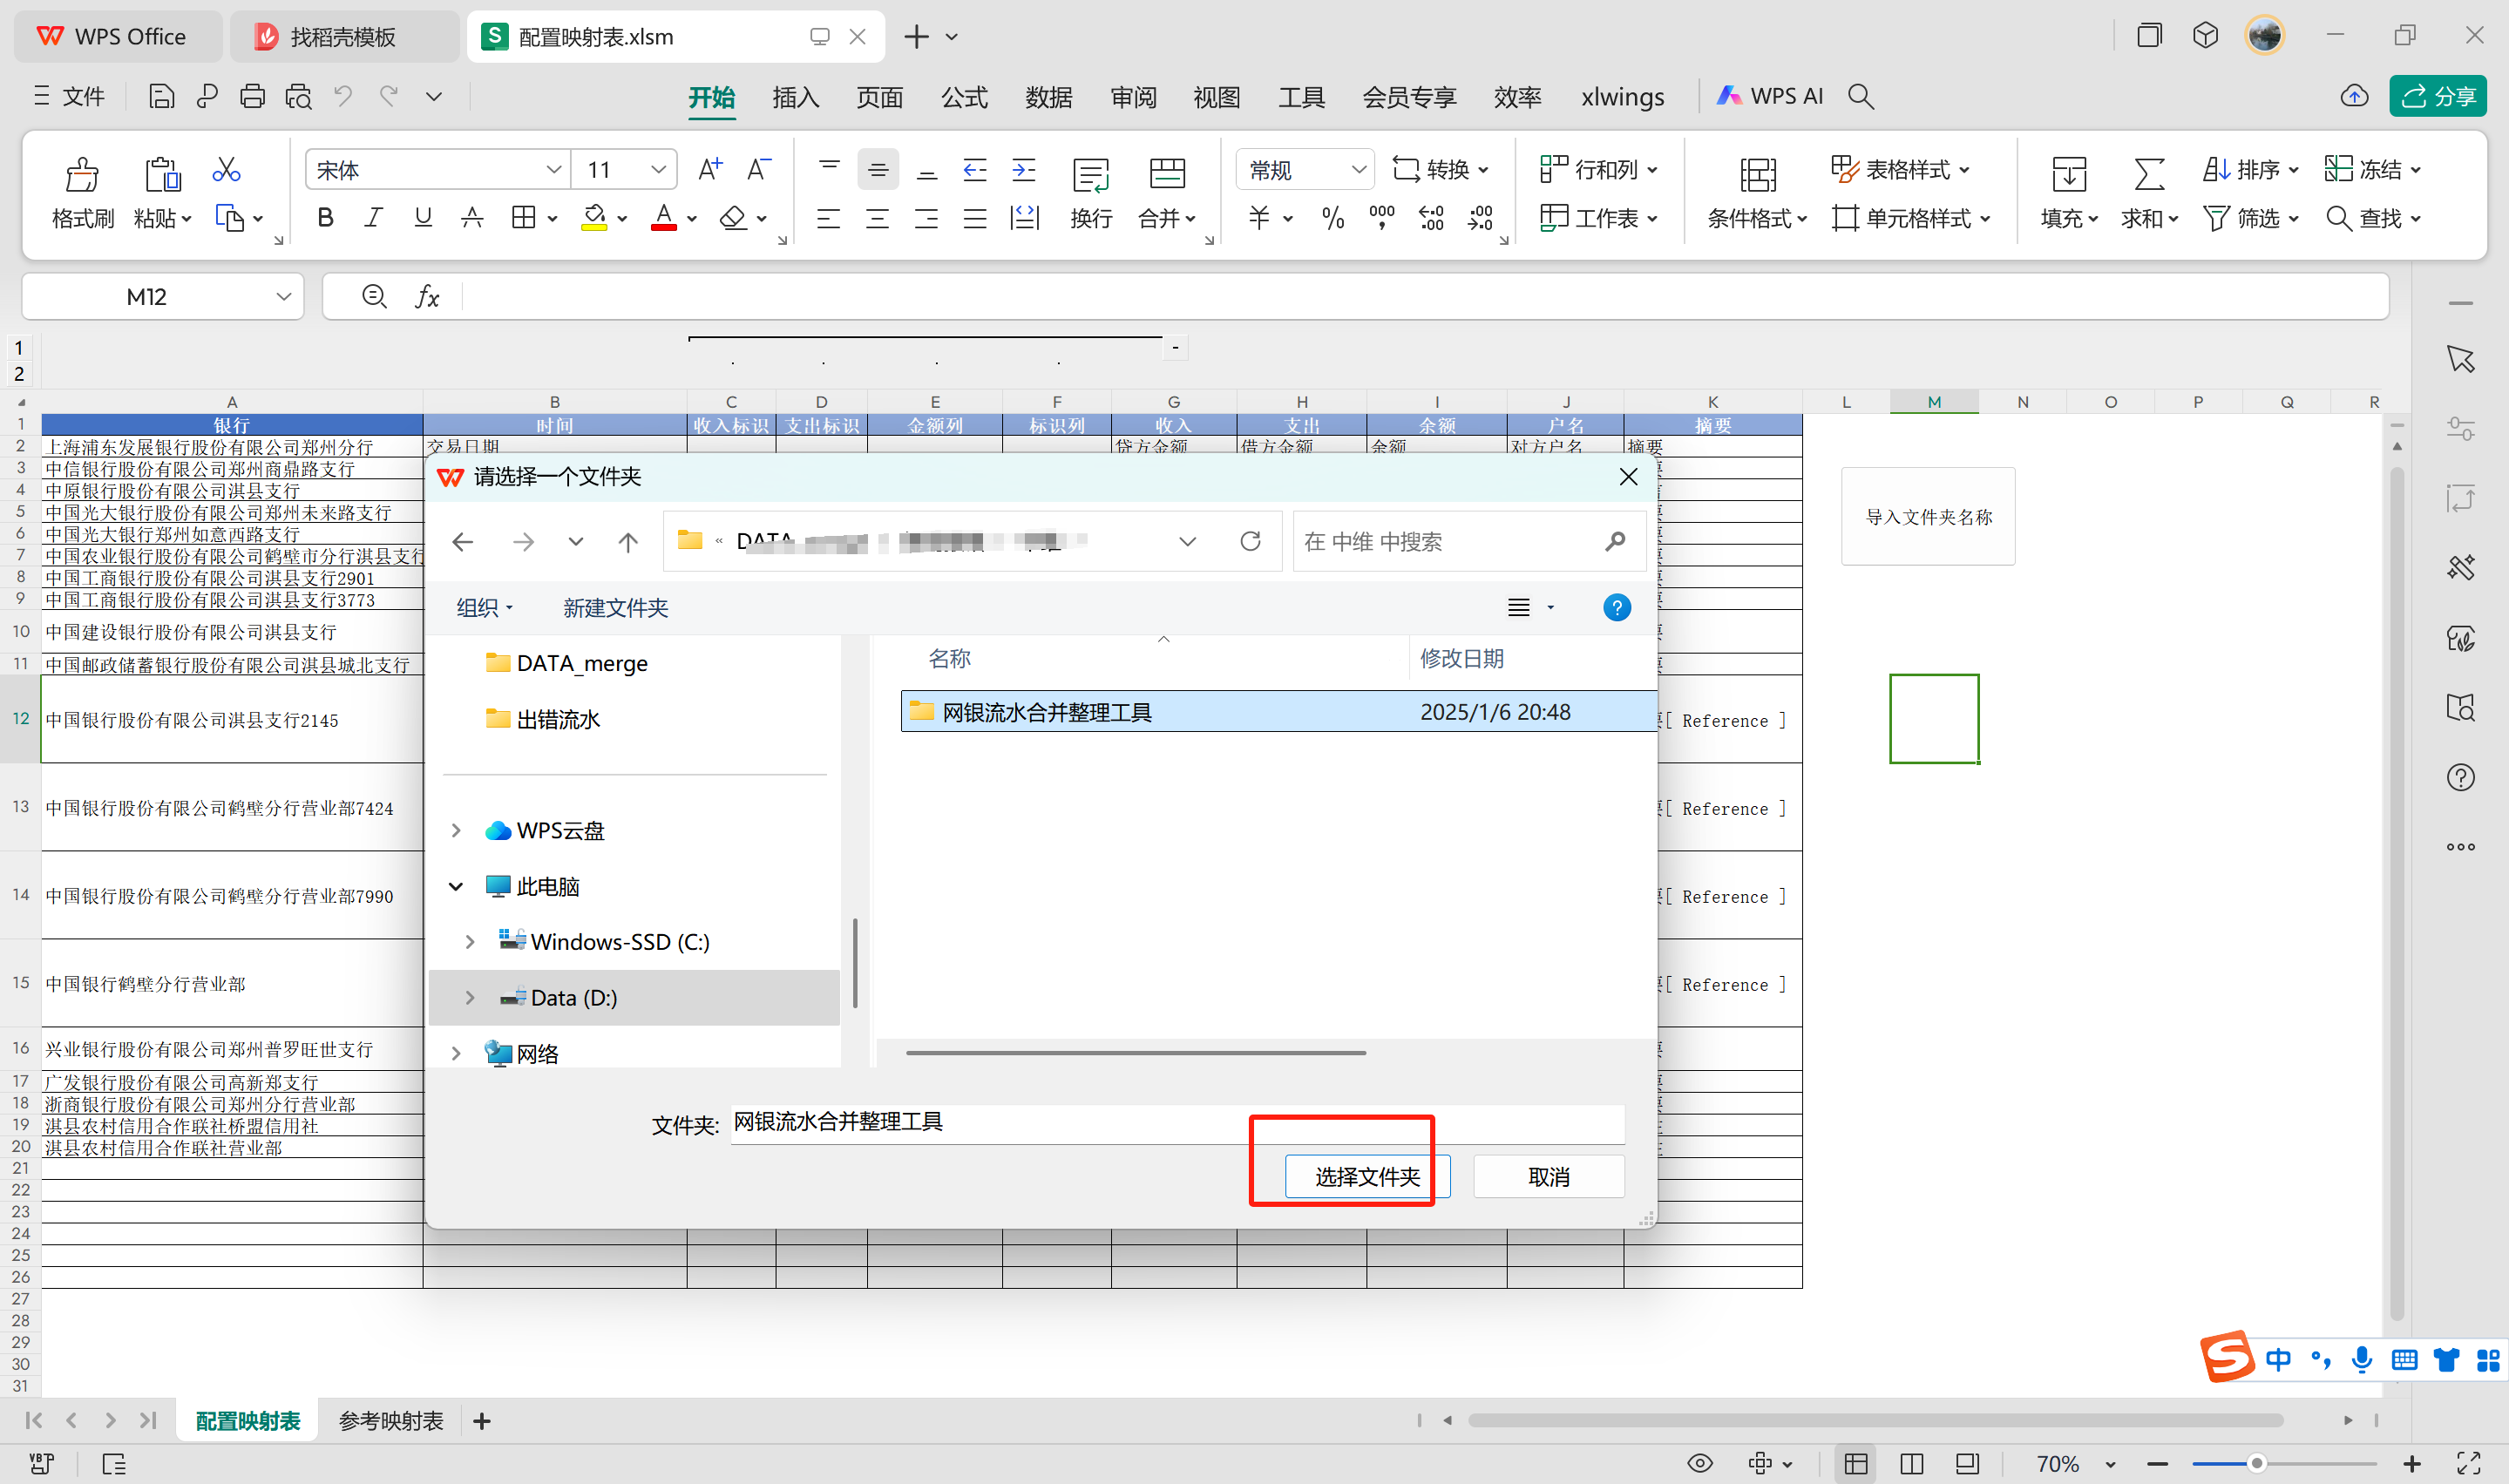 WPS Office 找稻壳模板 配置映射表.xlsm
文件 开始 插入 页面 公式 数据 审阅 视图 工具 会员专享 效率 xlwings WPS AI 分享
宋体 11 常规 转换 行和列 表格样式 排序 冻结
格式刷 粘贴 换行 合并 工作表 条件格式 单元格样式 填充 求和 筛选 查找
M12
1
2
A B C D E F G H I J K L M N O P Q R
1 银行 时间 收入标识 支出标识 金额列 标识列 收入 支出 余额 户名 摘要
2 上海浦东发展银行股份有限公司郑州分行 交易日期 贷方金额 借方金额 余额 对方户名 摘要
3 中信银行股份有限公司郑州商鼎路支行
4 中原银行股份有限公司淇县支行
5 中国光大银行股份有限公司郑州未来路支行
6 中国光大银行郑州如意西路支行
7 中国农业银行股份有限公司鹤壁市分行淇县支行
8 中国工商银行股份有限公司淇县支行2901
9 中国工商银行股份有限公司淇县支行3773
10 中国建设银行股份有限公司淇县支行
11 中国邮政储蓄银行股份有限公司淇县城北支行
12 中国银行股份有限公司淇县支行2145 [ Reference ]
13 中国银行股份有限公司鹤壁分行营业部7424 [ Reference ]
14 中国银行股份有限公司鹤壁分行营业部7990 [ Reference ]
15 中国银行鹤壁分行营业部 [ Reference ]
16 兴业银行股份有限公司郑州普罗旺世支行
17 广发银行股份有限公司高新郑支行
18 浙商银行股份有限公司郑州分行营业部
19 淇县农村信用合作联社桥盟信用社
20 淇县农村信用合作联社营业部
21
22
23
24
25
26
27
28
29
30
31
导入文件夹名称
请选择一个文件夹
« DATA
在 中维 中搜索
组织 新建文件夹
名称 修改日期
网银流水合并整理工具 2025/1/6 20:48
DATA_merge
出错流水
WPS云盘
此电脑
Windows-SSD (C:)
Data (D:)
网络
文件夹: 网银流水合并整理工具
选择文件夹 取消
中
配置映射表 参考映射表
70%